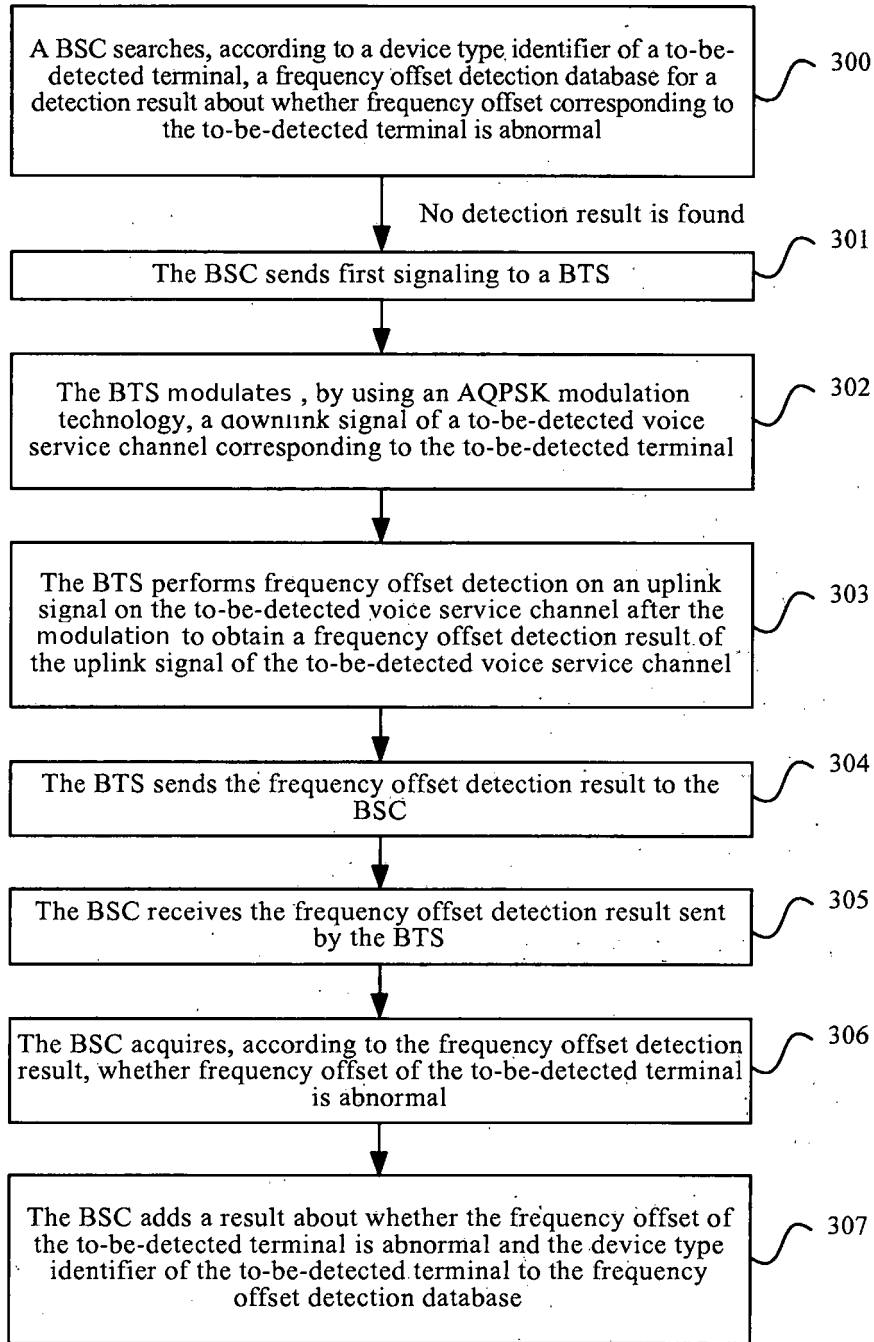 A BSC searches, according to a device type identifier of a to-be-
detected terminal, a frequency offset detection database for a
detection result about whether frequency offset corresponding to
the to-be-detected terminal is abnormal
300
No detection result is found
The BSC sends first signaling to a BTS
301
The BTS modulates , by using an AQPSK modulation
technology, a downlink signal of a to-be-detected voice
service channel corresponding to the to-be-detected terminal
302
The BTS performs frequency offset detection on an uplink
signal on the to-be-detected voice service channel after the
modulation to obtain a frequency offset detection result of
the uplink signal of the to-be-detected voice service channel
303
The BTS sends the frequency offset detection result to the
BSC
304
The BSC receives the frequency offset detection result sent
by the BTS
305
The BSC acquires, according to the frequency offset detection
result, whether frequency offset of the to-be-detected terminal
is abnormal
306
The BSC adds a result about whether the frequency offset of
the to-be-detected terminal is abnormal and the device type
identifier of the to-be-detected terminal to the frequency
offset detection database
307